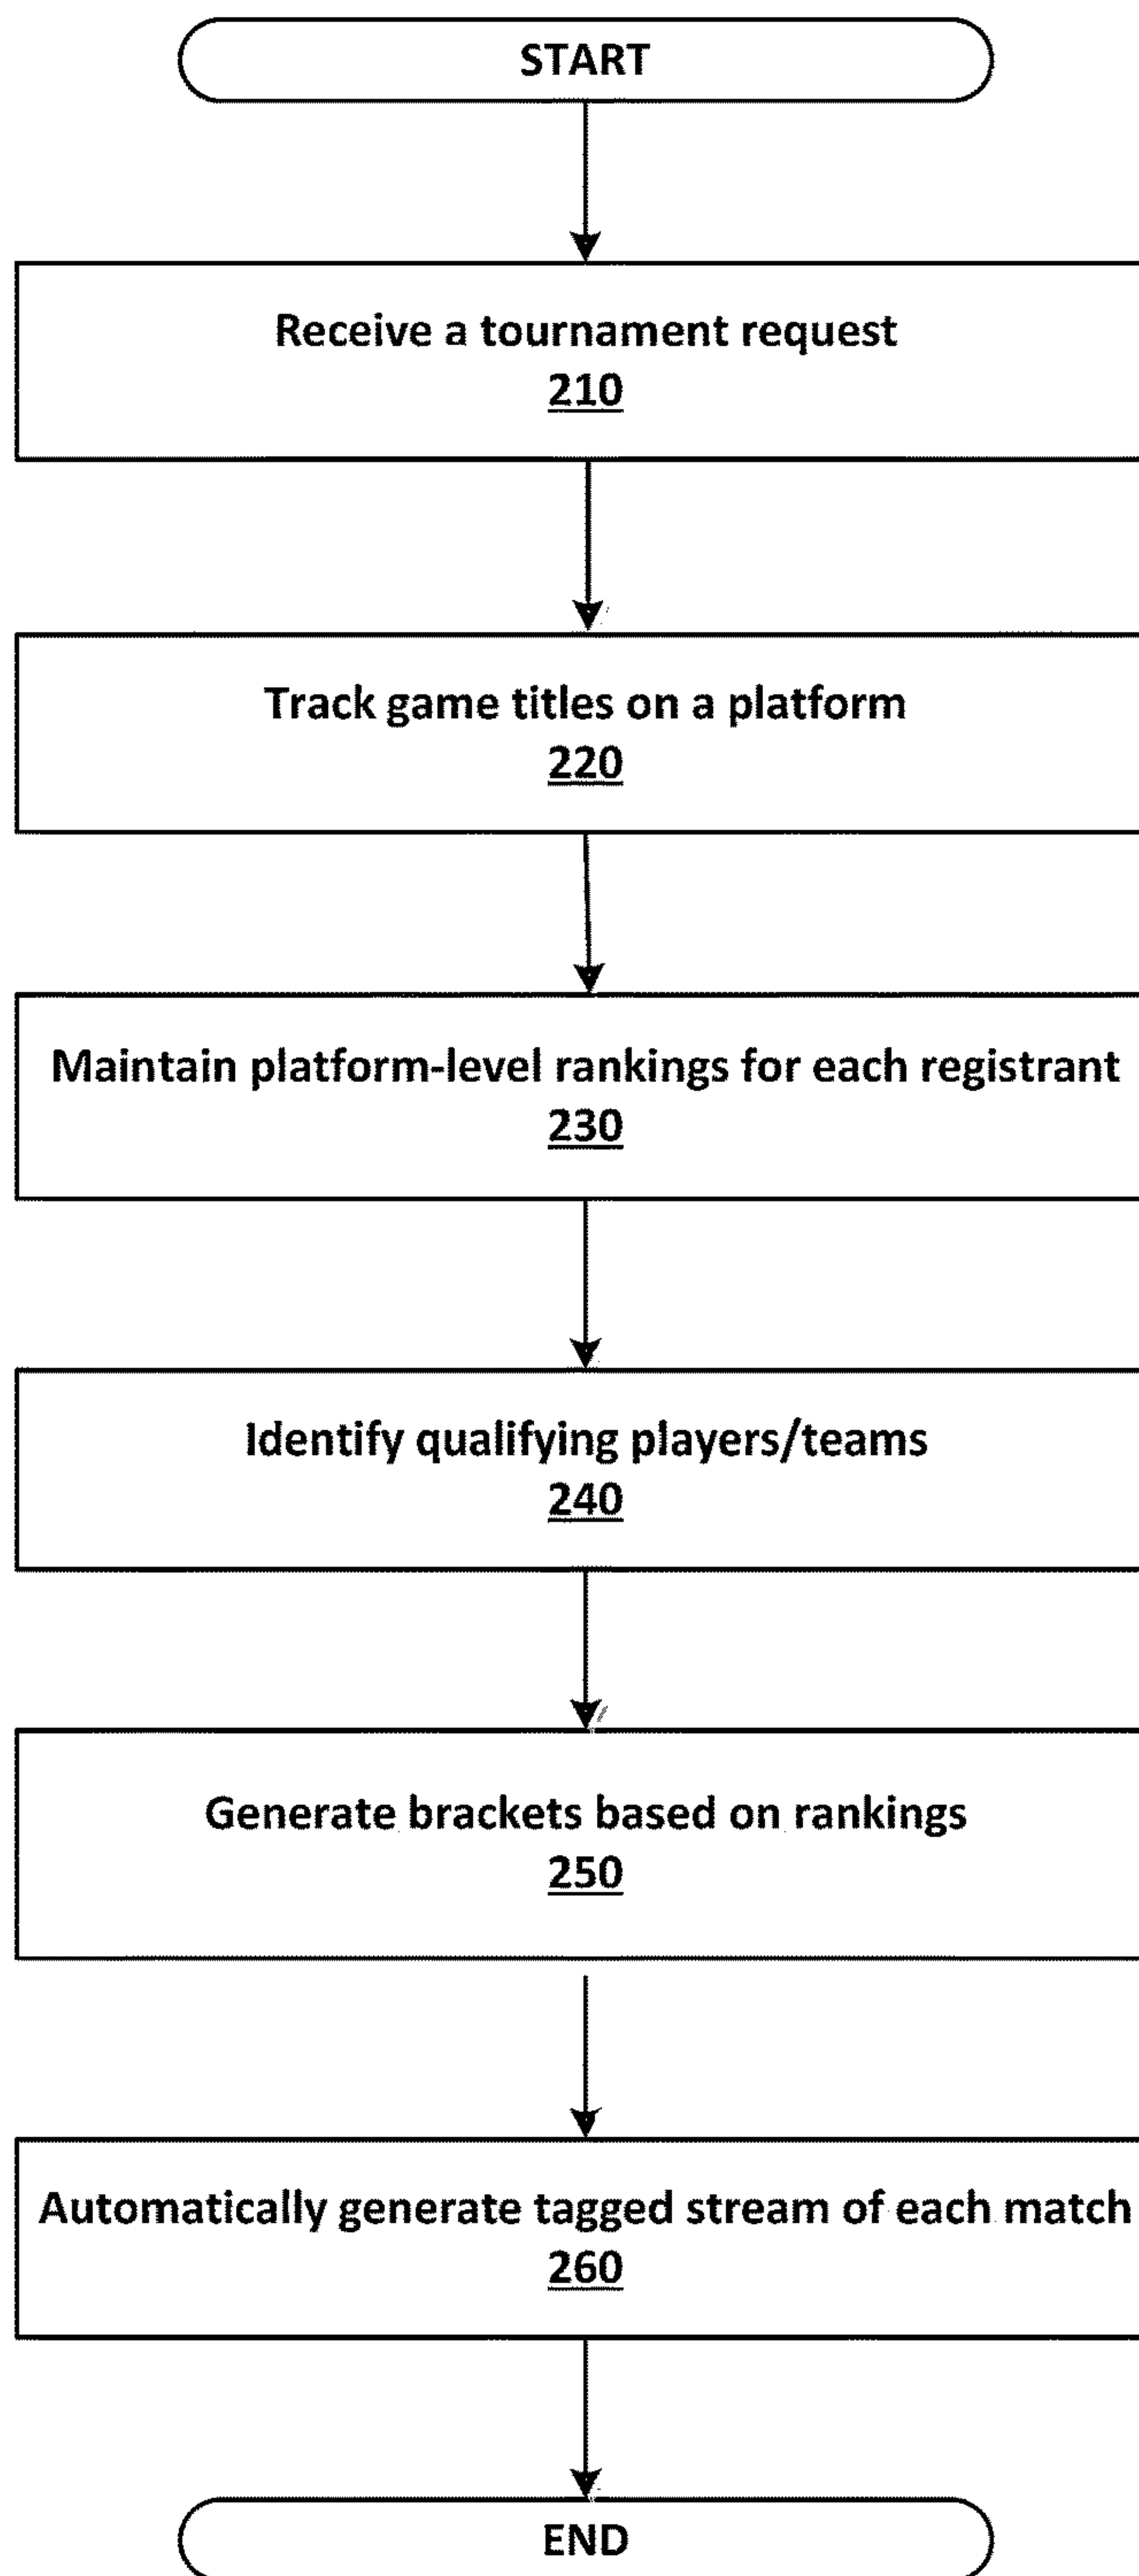 START
Receive a tournament request
210
Track game titles on a platform
220
Maintain platform-level rankings for each registrant
230
Identify qualifying players/teams
240
Generate brackets based on rankings
250
Automatically generate tagged stream of each match
260
END